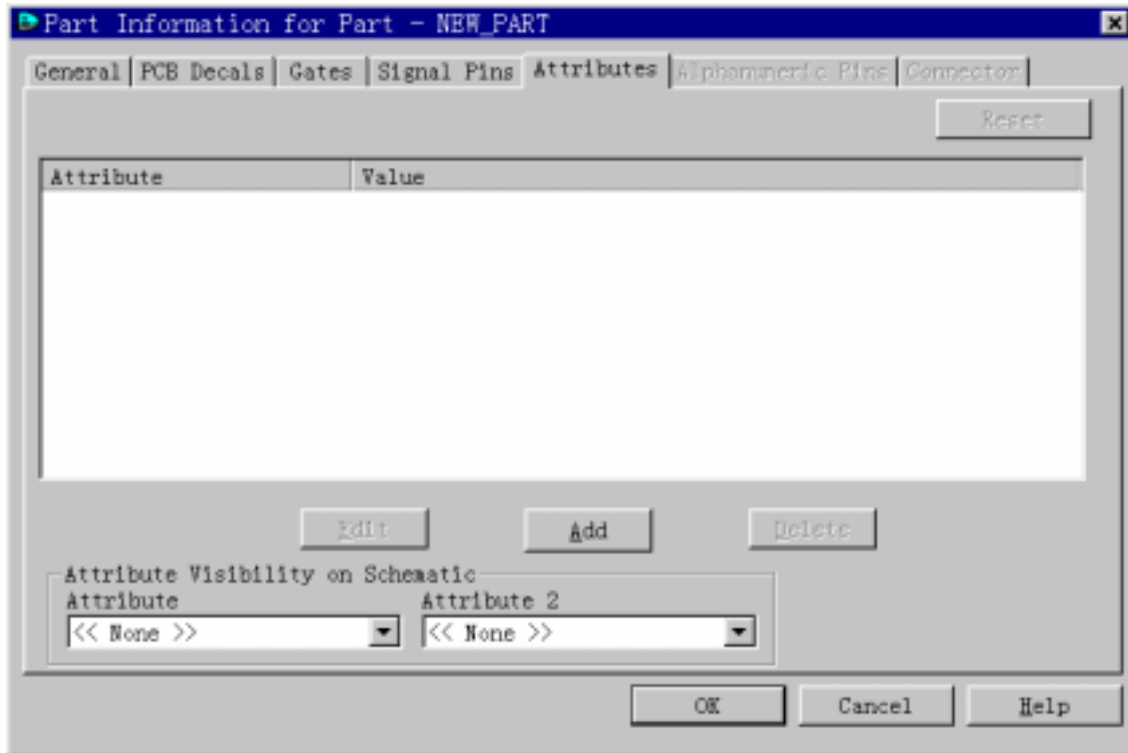 Part Information for Part - NEW_PART
General PCB Decals Gates Signal Pins Attributes Alphanumeric Pins Connector
Reset
Attribute Value
Edit Add Delete
Attribute Visibility on Schematic
Attribute Attribute 2
<< None >> << None >>
OK Cancel Help